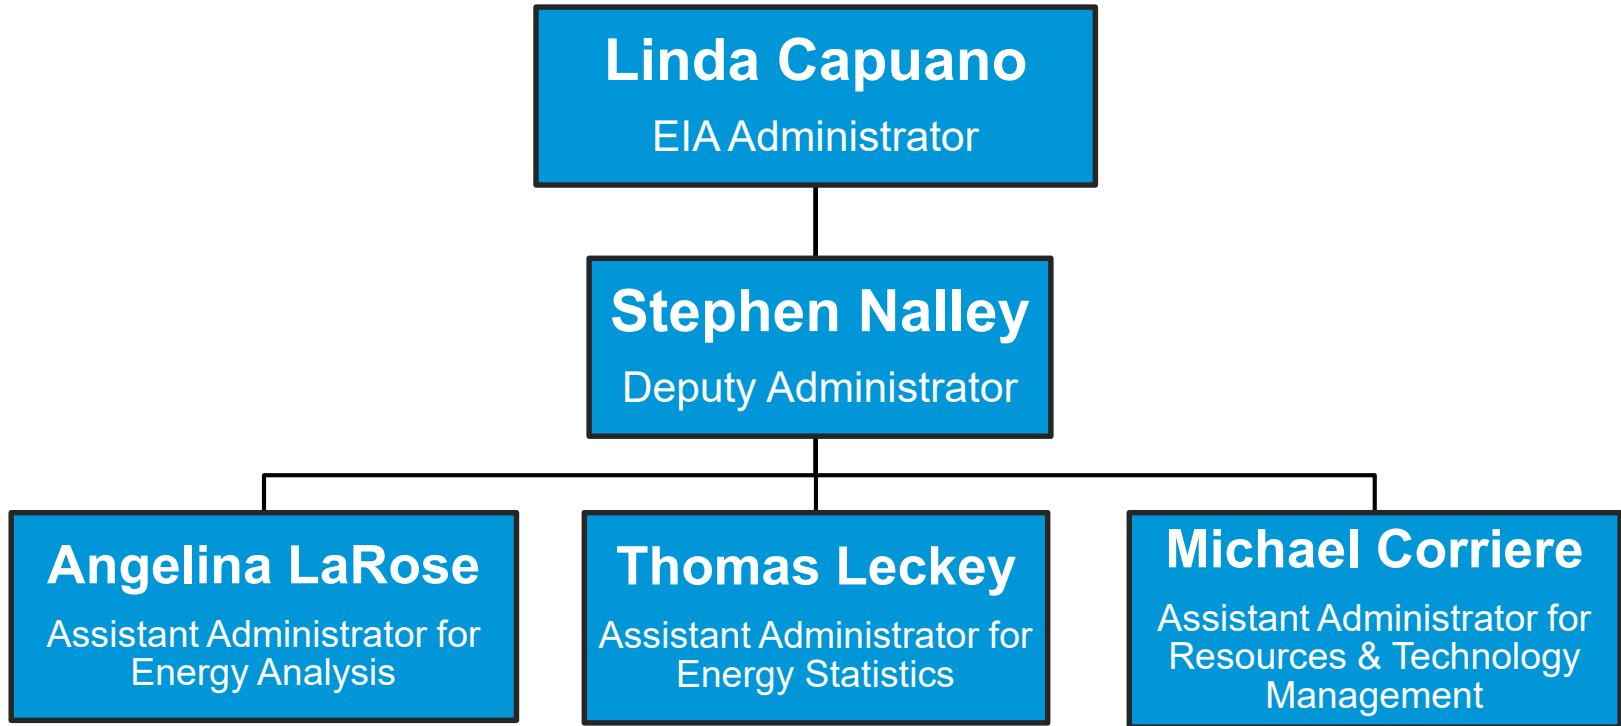 Linda Capuano
EIA Administrator
Stephen Nalley
Deputy Administrator
Angelina LaRose
Assistant Administrator for
Energy Analysis
Thomas Leckey
Assistant Administrator for
Energy Statistics
Michael Corriere
Assistant Administrator for
Resources & Technology
Management